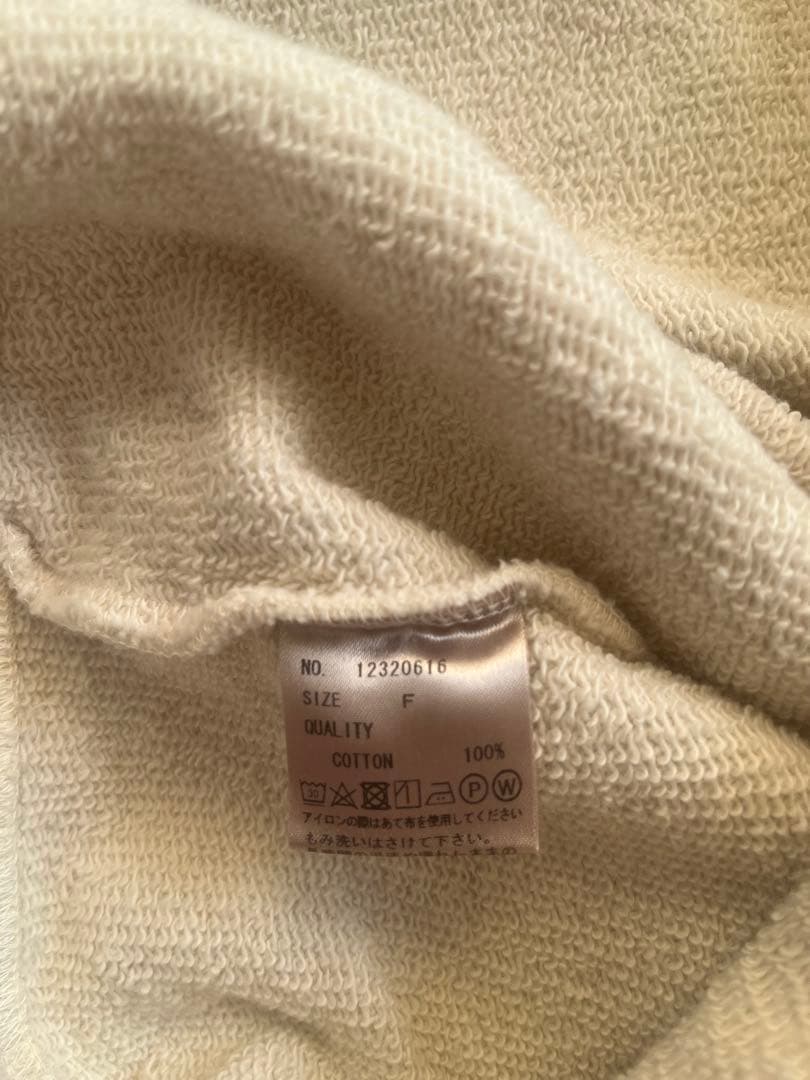 NO. 12320616
SIZE F
QUALITY
COTTON 100%
30 P W
アイロンの際はあて布を使用してください
もみ洗いはさけて下さい。